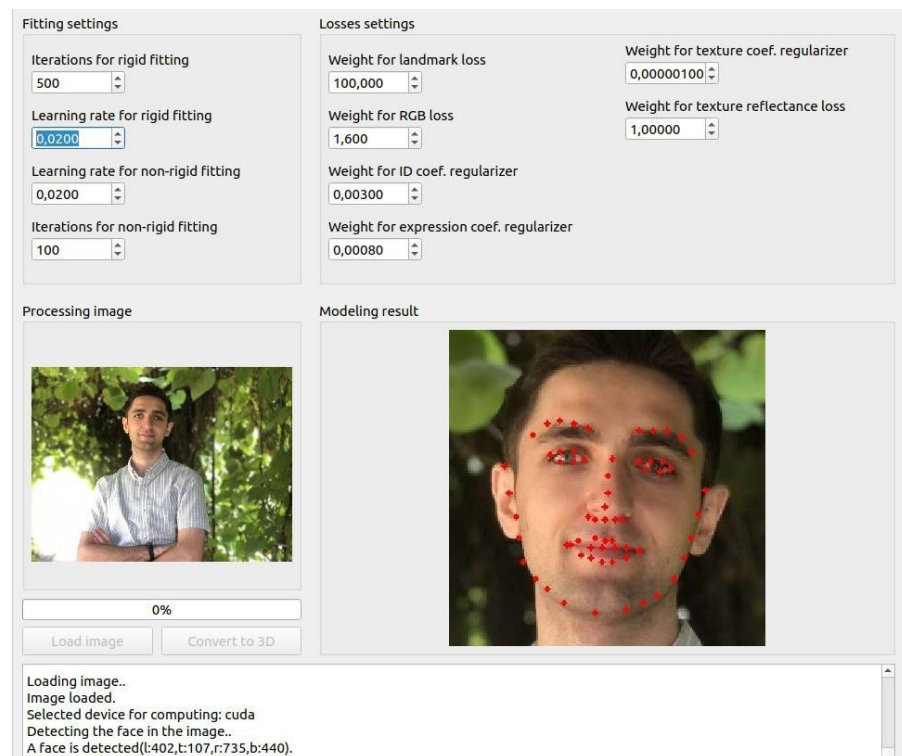 Fitting settings
Iterations for rigid fitting
500
Learning rate for rigid fitting
0,0200
Learning rate for non-rigid fitting
0,0200
Iterations for non-rigid fitting
100
Losses settings
Weight for landmark loss
100,000
Weight for RGB loss
1,600
Weight for ID coef. regularizer
0,00300
Weight for expression coef. regularizer
0,00080
Weight for texture coef. regularizer
0,00000100
Weight for texture reflectance loss
1,00000
Processing image
Modeling result
0%
Load image
Convert to 3D
Loading image..
Image loaded.
Selected device for computing: cuda
Detecting the face in the image..
A face is detected(l:402,t:107,r:735,b:440).